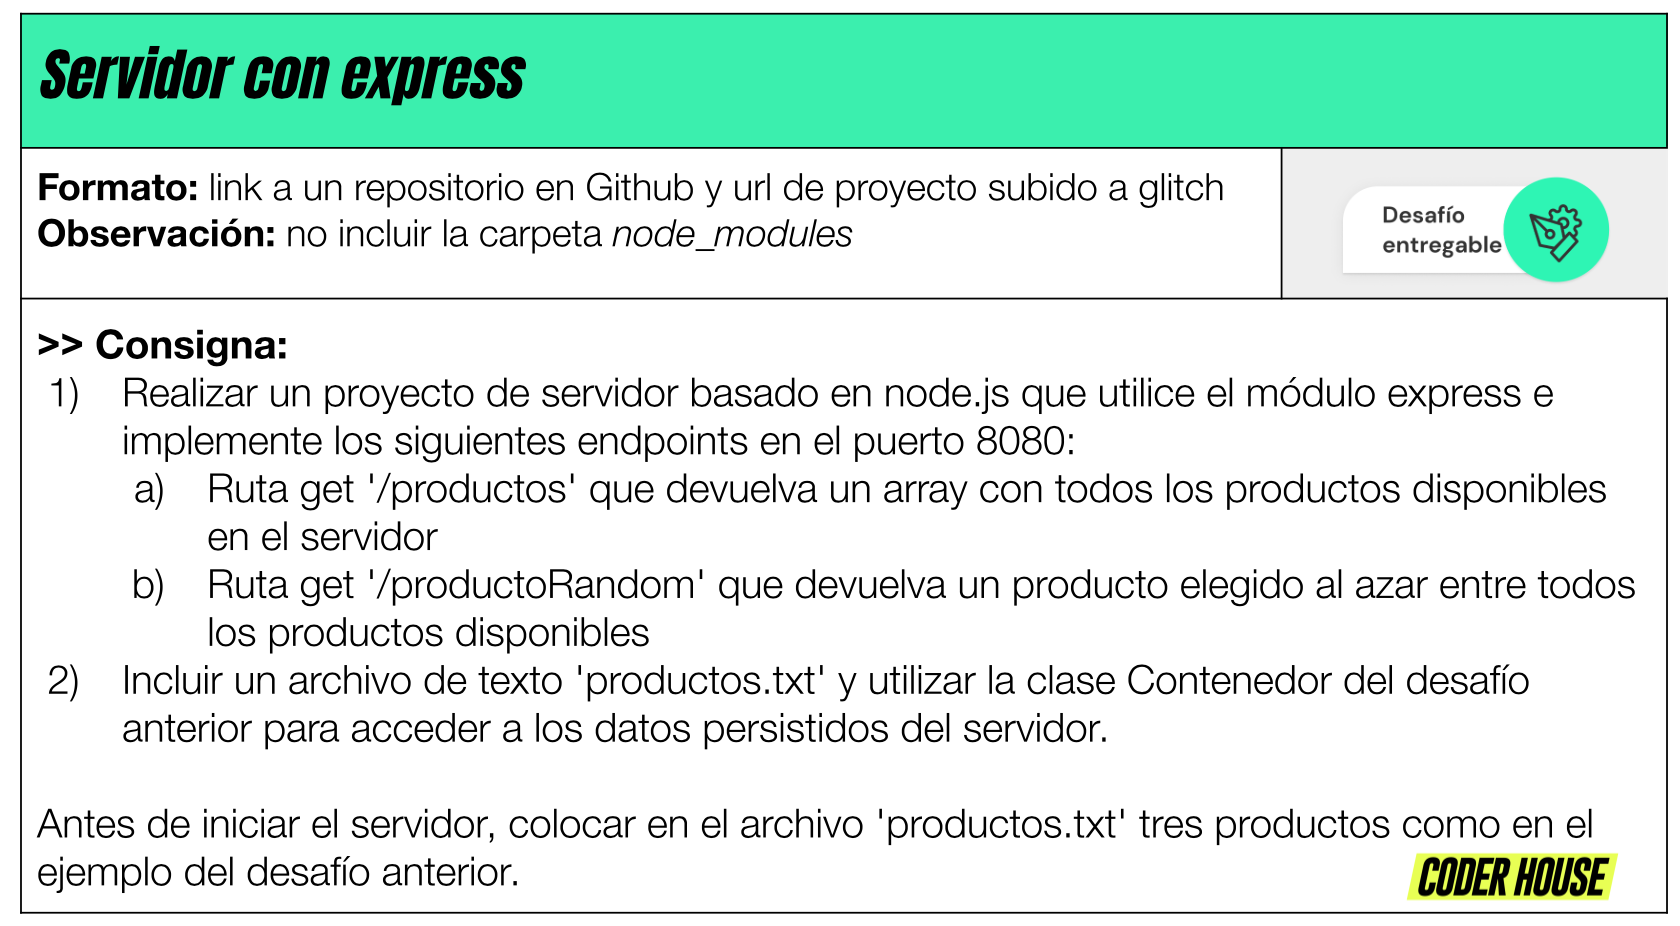 Servidor con express
Formato: link a un repositorio en Github y url de proyecto subido a glitch
Observación: no incluir la carpeta node_modules
Desafío
entregable
>> Consigna:
1) Realizar un proyecto de servidor basado en node.js que utilice el módulo express e
implemente los siguientes endpoints en el puerto 8080:
a) Ruta get '/productos' que devuelva un array con todos los productos disponibles
en el servidor
b) Ruta get '/productoRandom' que devuelva un producto elegido al azar entre todos
los productos disponibles
2) Incluir un archivo de texto 'productos.txt' y utilizar la clase Contenedor del desafío
anterior para acceder a los datos persistidos del servidor.
Antes de iniciar el servidor, colocar en el archivo 'productos.txt' tres productos como en el
ejemplo del desafío anterior.
CODER HOUSE